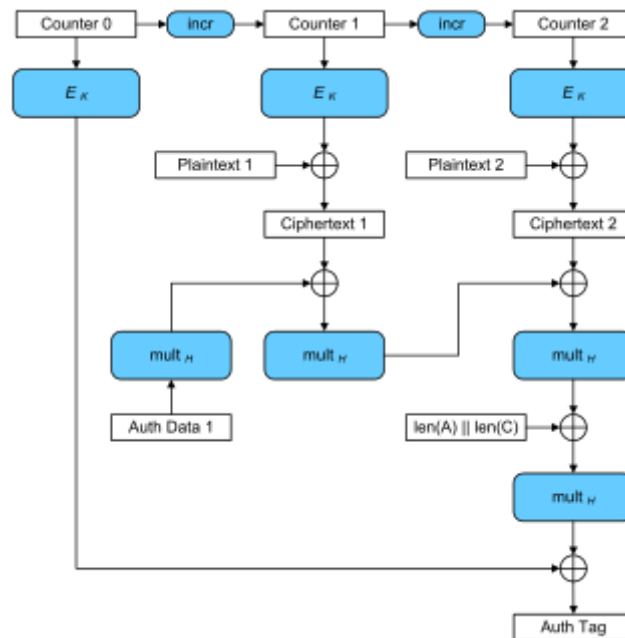 Counter 0 incr Counter 1 incr Counter 2
E K E K E K
Plaintext 1 Plaintext 2
Ciphertext 1 Ciphertext 2
mult H mult H mult H
Auth Data 1 len(A) || len(C)
mult H
Auth Tag